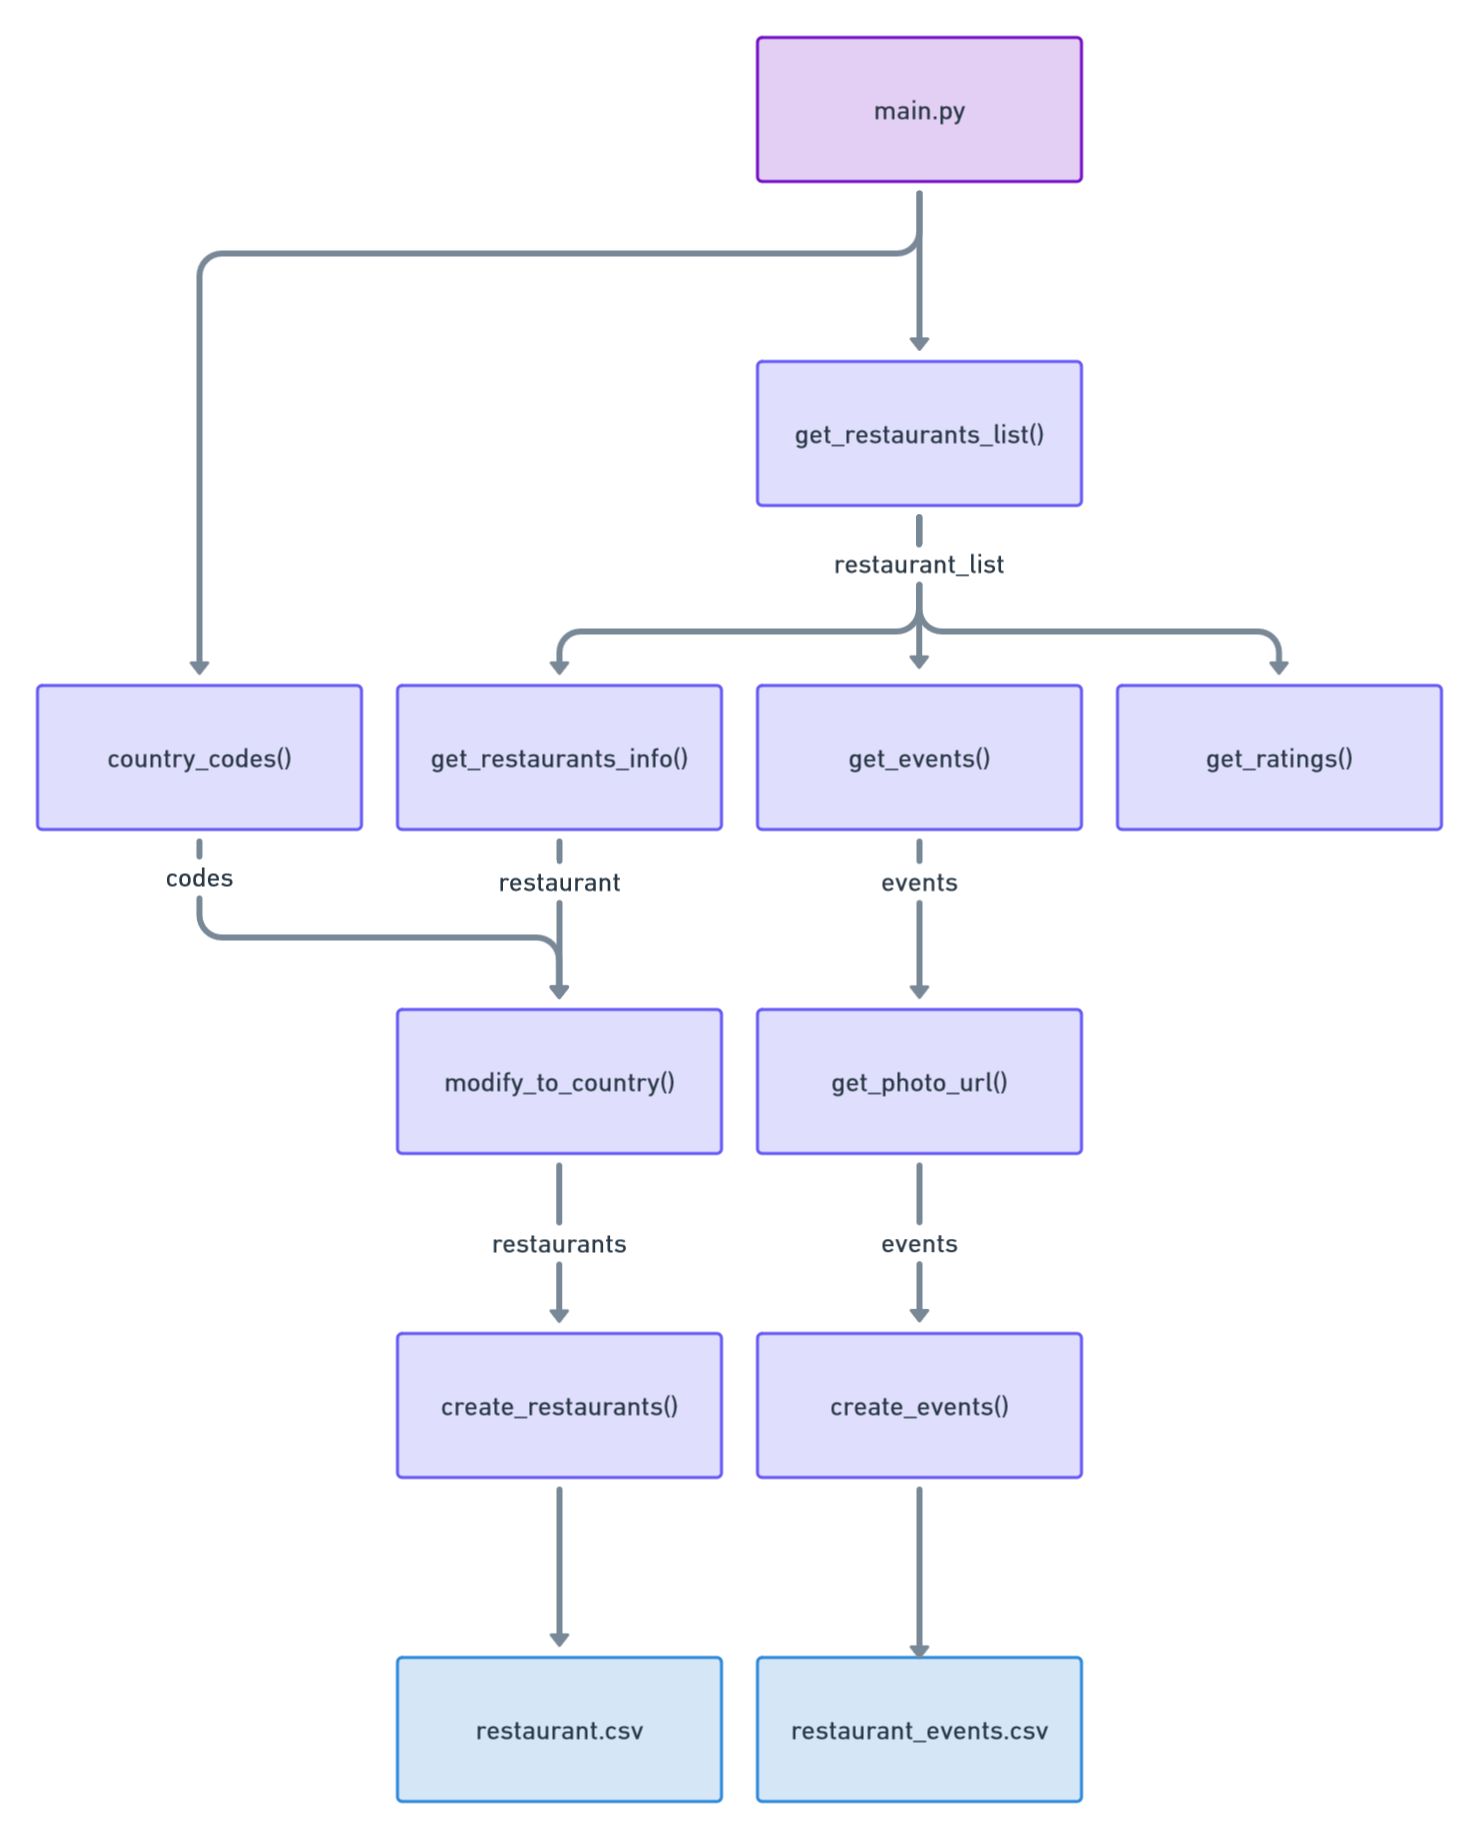 main.py
get_restaurants_list()
restaurant_list
country_codes()
get_restaurants_info()
get_events()
get_ratings()
codes
restaurant
events
modify_to_country()
get_photo_url()
restaurants
events
create_restaurants()
create_events()
restaurant.csv
restaurant_events.csv